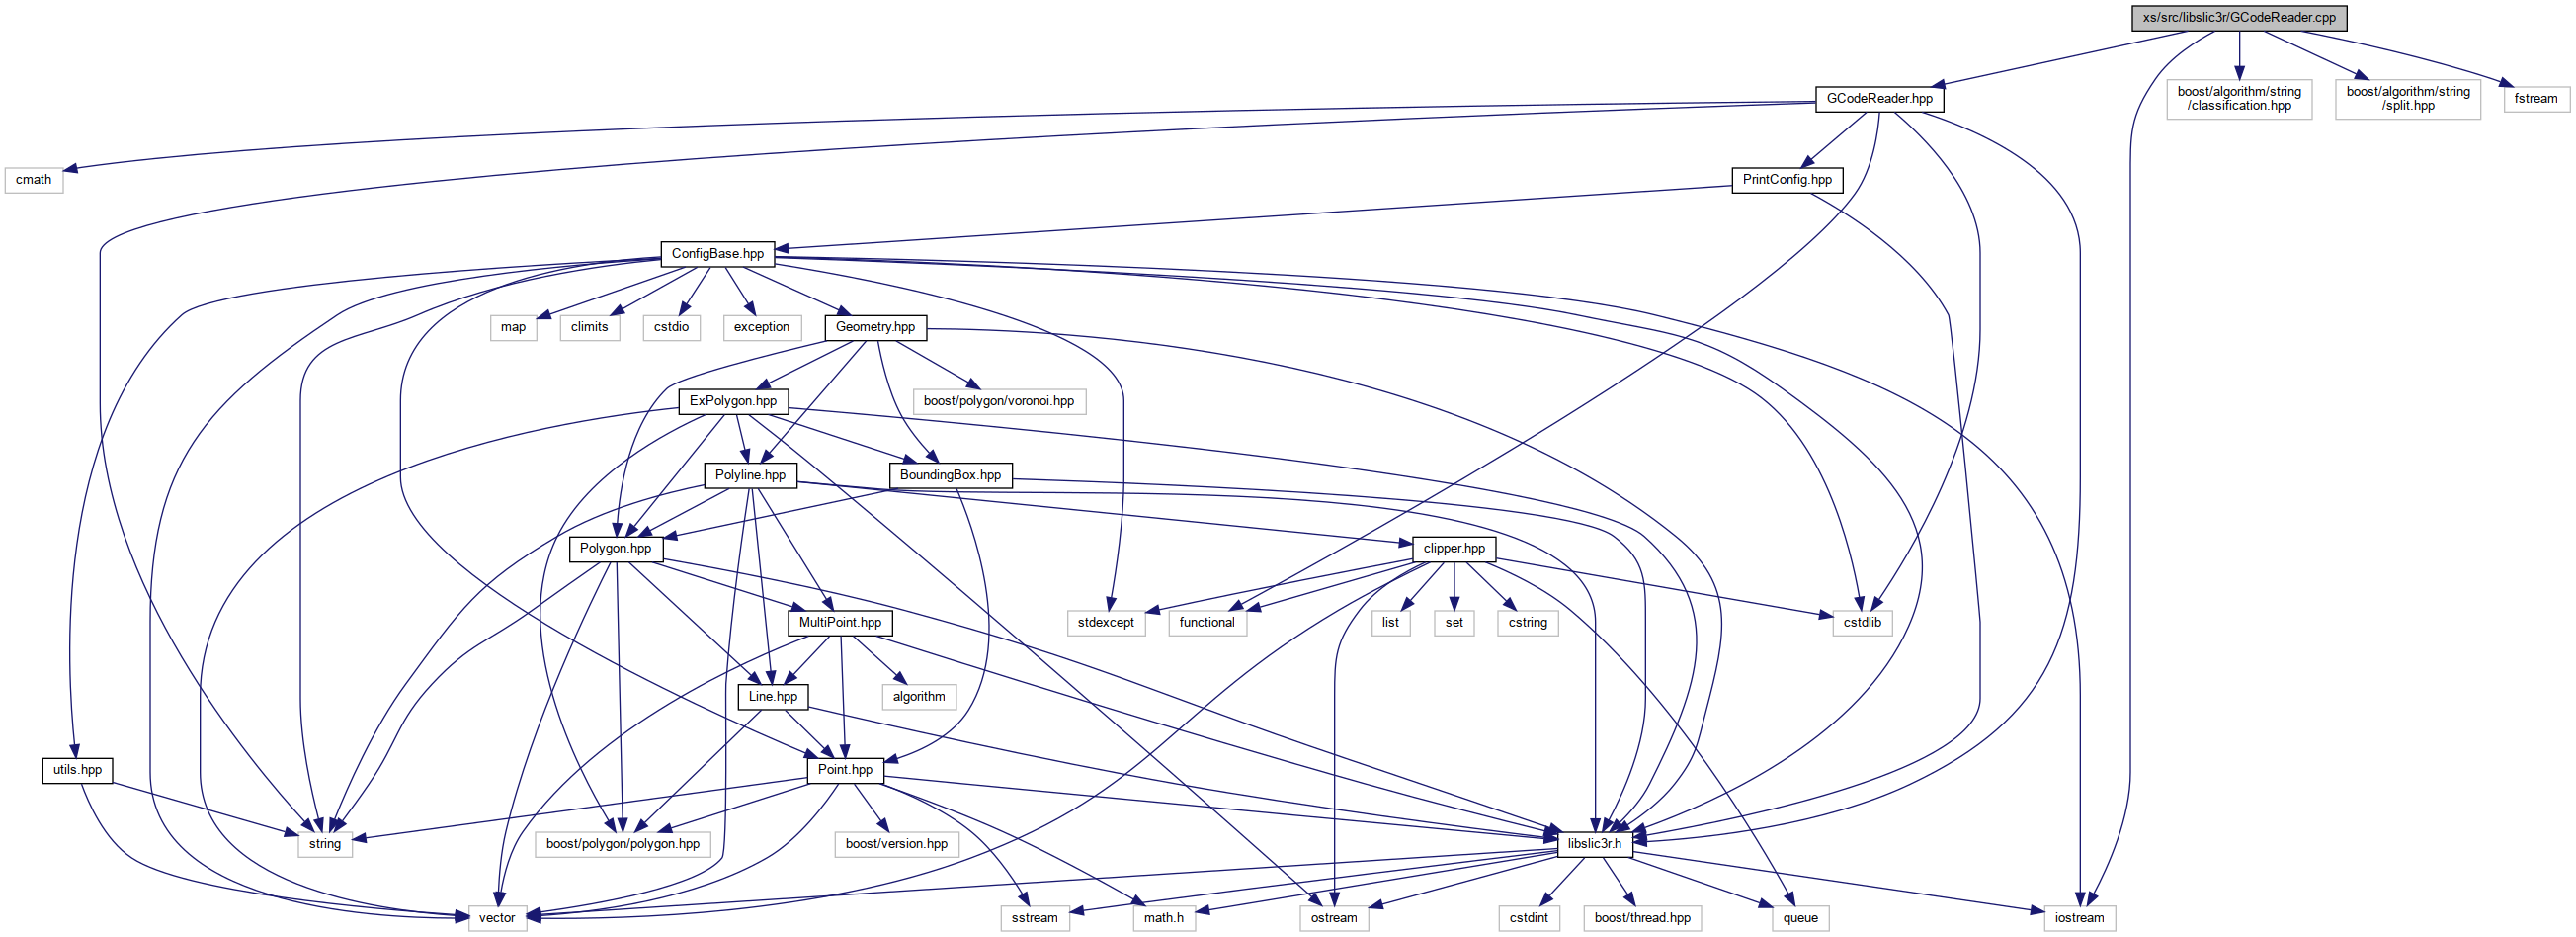 xs/src/libslic3r/GCodeReader.cpp
GCodeReader.hpp
boost/algorithm/string
/classification.hpp
boost/algorithm/string
/split.hpp
fstream
cmath
PrintConfig.hpp
ConfigBase.hpp
map
climits
cstdio
exception
Geometry.hpp
ExPolygon.hpp
boost/polygon/voronoi.hpp
Polyline.hpp
BoundingBox.hpp
Polygon.hpp
clipper.hpp
MultiPoint.hpp
stdexcept
functional
list
set
cstring
cstdlib
Line.hpp
algorithm
utils.hpp
Point.hpp
string
boost/polygon/polygon.hpp
boost/version.hpp
libslic3r.h
vector
sstream
math.h
ostream
cstdint
boost/thread.hpp
queue
iostream